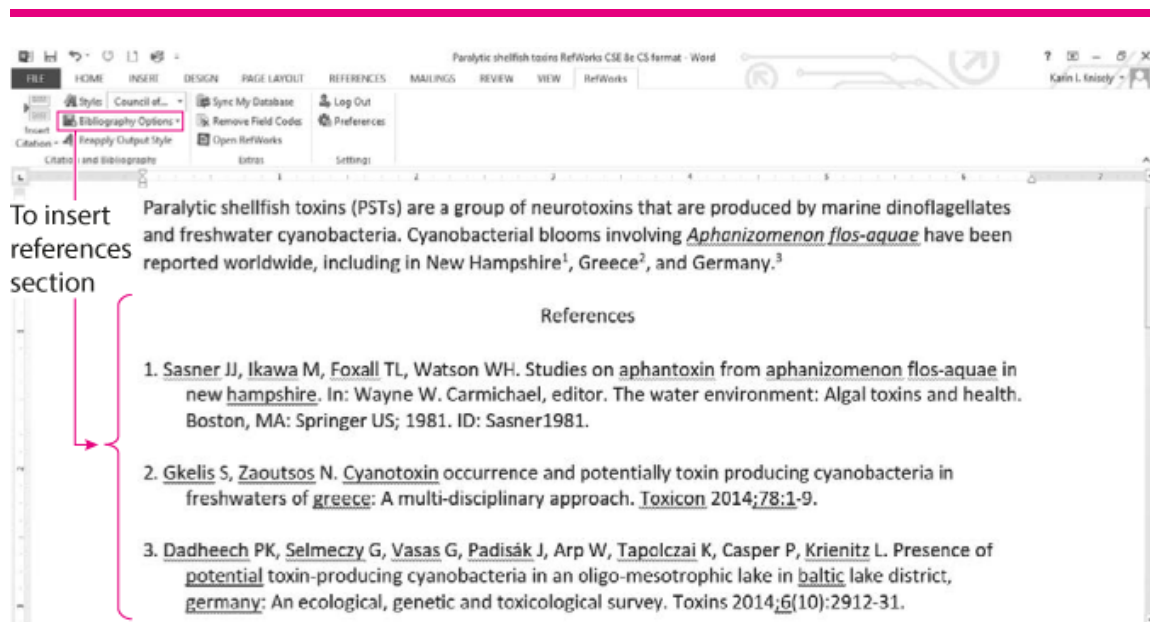 Paralytic shellfish toxins RefWorks CSE 8e CS format - Word
FILE HOME INSERT DESIGN PAGE LAYOUT REFERENCES MAILINGS REVIEW VIEW RefWorks Karin L. Knisely
Style: Council of... Sync My Database Log Out
Bibliography Options Remove Field Codes Preferences
Insert Citation Reapply Output Style Open RefWorks
Citation and Bibliography Extras Settings
To insert
references
section
Paralytic shellfish toxins (PSTs) are a group of neurotoxins that are produced by marine dinoflagellates
and freshwater cyanobacteria. Cyanobacterial blooms involving Aphanizomenon flos-aquae have been
reported worldwide, including in New Hampshire¹, Greece², and Germany.³
References
1. Sasner JJ, Ikawa M, Foxall TL, Watson WH. Studies on aphantoxin from aphanizomenon flos-aquae in
new hampshire. In: Wayne W. Carmichael, editor. The water environment: Algal toxins and health.
Boston, MA: Springer US; 1981. ID: Sasner1981.
2. Gkelis S, Zaoutsos N. Cyanotoxin occurrence and potentially toxin producing cyanobacteria in
freshwaters of greece: A multi-disciplinary approach. Toxicon 2014;78:1-9.
3. Dadheech PK, Selmeczy G, Vasas G, Padisák J, Arp W, Tapolczai K, Casper P, Krienitz L. Presence of
potential toxin-producing cyanobacteria in an oligo-mesotrophic lake in baltic lake district,
germany: An ecological, genetic and toxicological survey. Toxins 2014;6(10):2912-31.